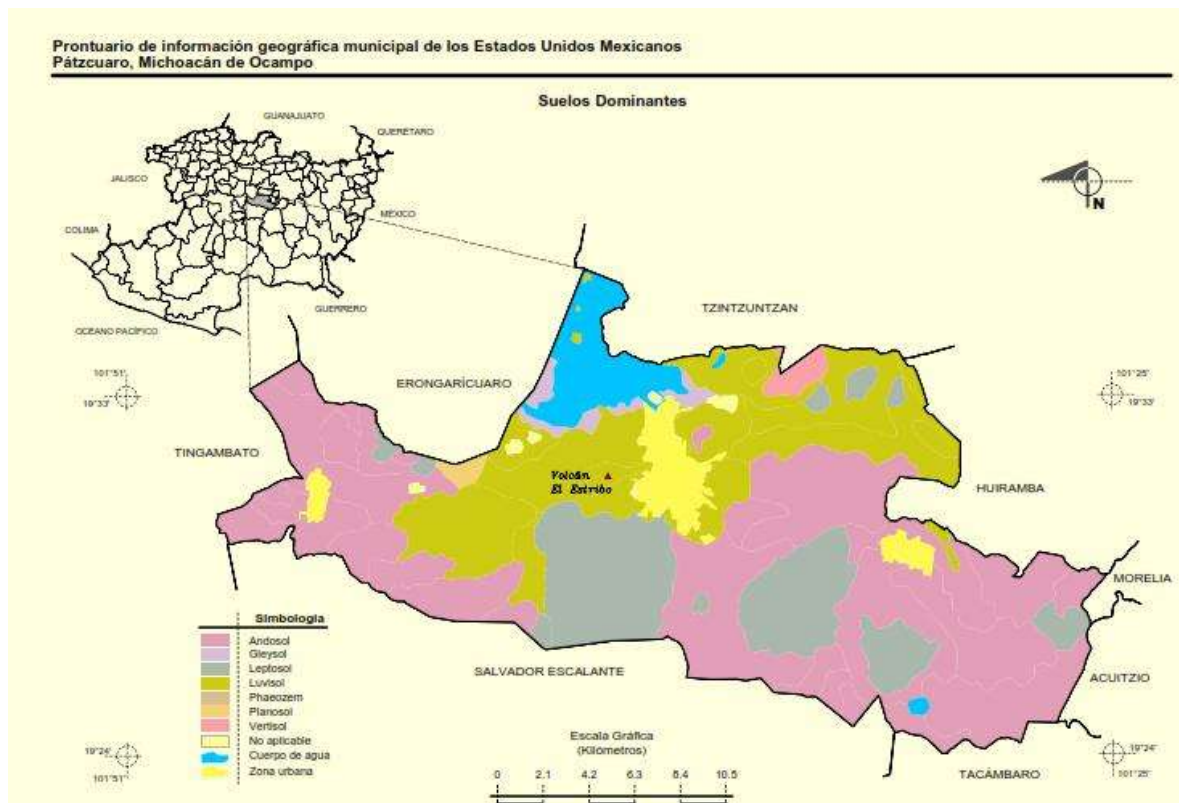 Prontuario de información geográfica municipal de los Estados Unidos Mexicanos
Pátzcuaro, Michoacán de Ocampo
Suelos Dominantes
GUANAJUATO
QUERÉTARO
JALISCO
MÉXICO
COLIMA
GUERRERO
OCEANO PACÍFICO
N
TZINTZUNTZAN
101°51'
19°33'
101°25'
19°33'
ERONGARÍCUARO
TINGAMBATO
Volcán
El Estribo
HUIRAMBA
MORELIA
SALVADOR ESCALANTE
ACUITZIO
TACÁMBARO
Simbología
Andosol
Gleysol
Leptosol
Luvisol
Phaeozem
Planosol
Vertisol
No aplicable
Cuerpo de agua
Zona urbana
19°24'
101°51'
Escala Gráfica
(Kilómetros)
0 2.1 4.2 6.3 8.4 10.5
19°24'
101°25'